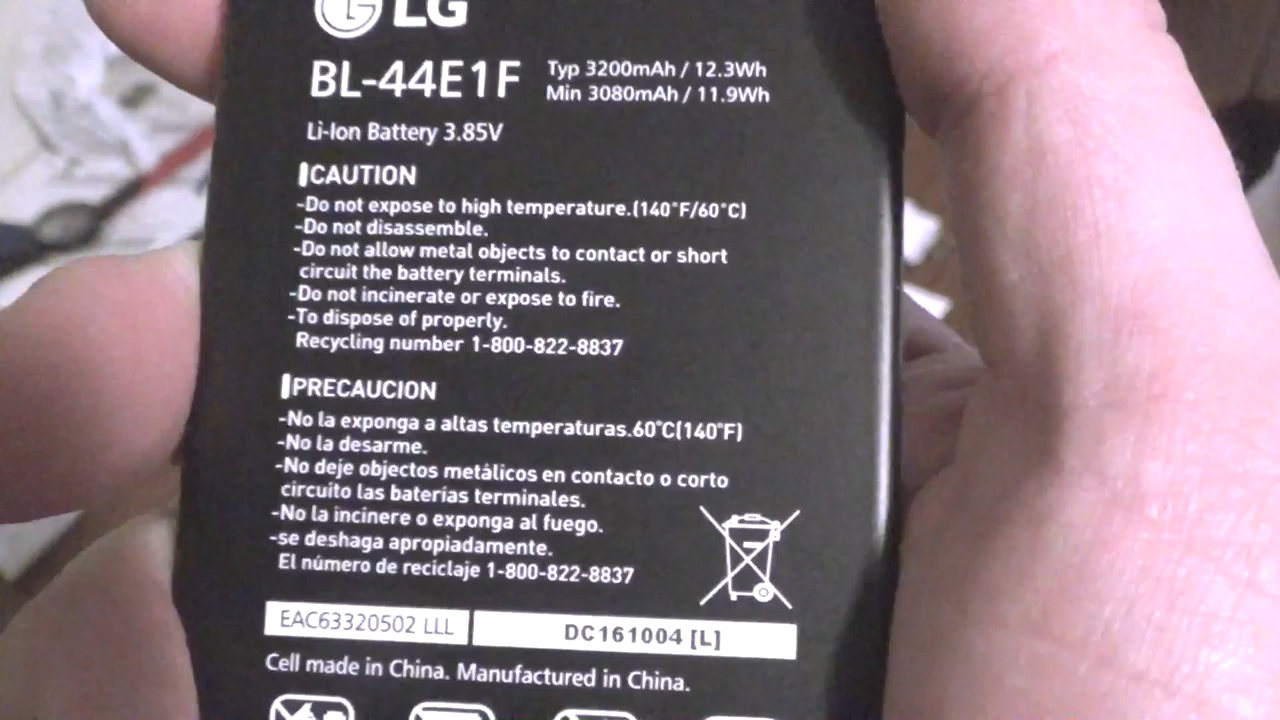 LG
BL-44E1F
Typ 3200mAh / 12.3Wh
Min 3080mAh / 11.9Wh
Li-Ion Battery 3.85V
CAUTION
-Do not expose to high temperature.(140°F/60°C)
-Do not disassemble.
-Do not allow metal objects to contact or short
circuit the battery terminals.
-Do not incinerate or expose to fire.
-To dispose of properly.
Recycling number 1-800-822-8837
PRECAUCION
-No la exponga a altas temperaturas.60°C(140°F)
-No la desarme.
-No deje objectos metálicos en contacto o corto
circuito las baterías terminales.
-No la incinere o exponga al fuego.
-se deshaga apropiadamente.
El número de reciclaje 1-800-822-8837
EAC63320502 LLL
DC161004 [L]
Cell made in China. Manufactured in China.